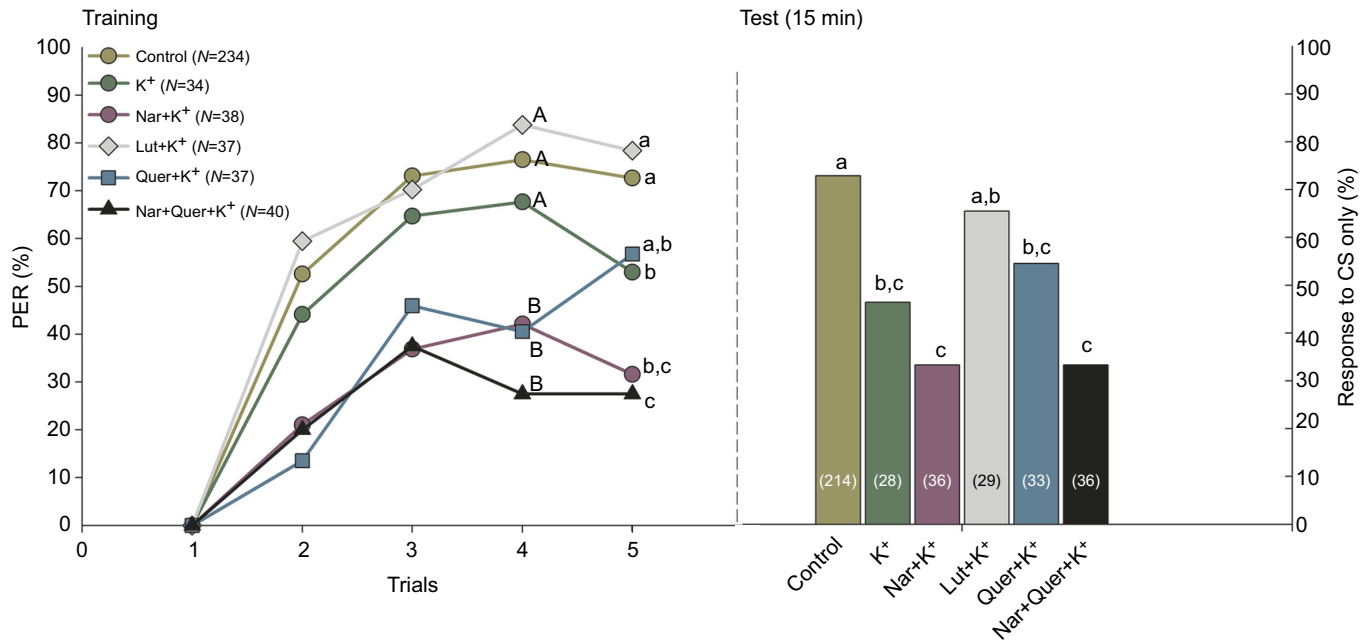 Training
Test (15 min)
PER (%)
100
90
80
70
60
50
40
30
20
10
0
Control (N=234)
K⁺ (N=34)
Nar+K⁺ (N=38)
Lut+K⁺ (N=37)
Quer+K⁺ (N=37)
Nar+Quer+K⁺ (N=40)
A
A
A
B
B
B
a
a
a,b
b
b,c
c
0
1
2
3
4
5
Trials
a
b,c
c
a,b
b,c
c
(214)
(28)
(36)
(29)
(33)
(36)
Control
K⁺
Nar+K⁺
Lut+K⁺
Quer+K⁺
Nar+Quer+K⁺
100
90
80
70
60
50
40
30
20
10
0
Response to CS only (%)